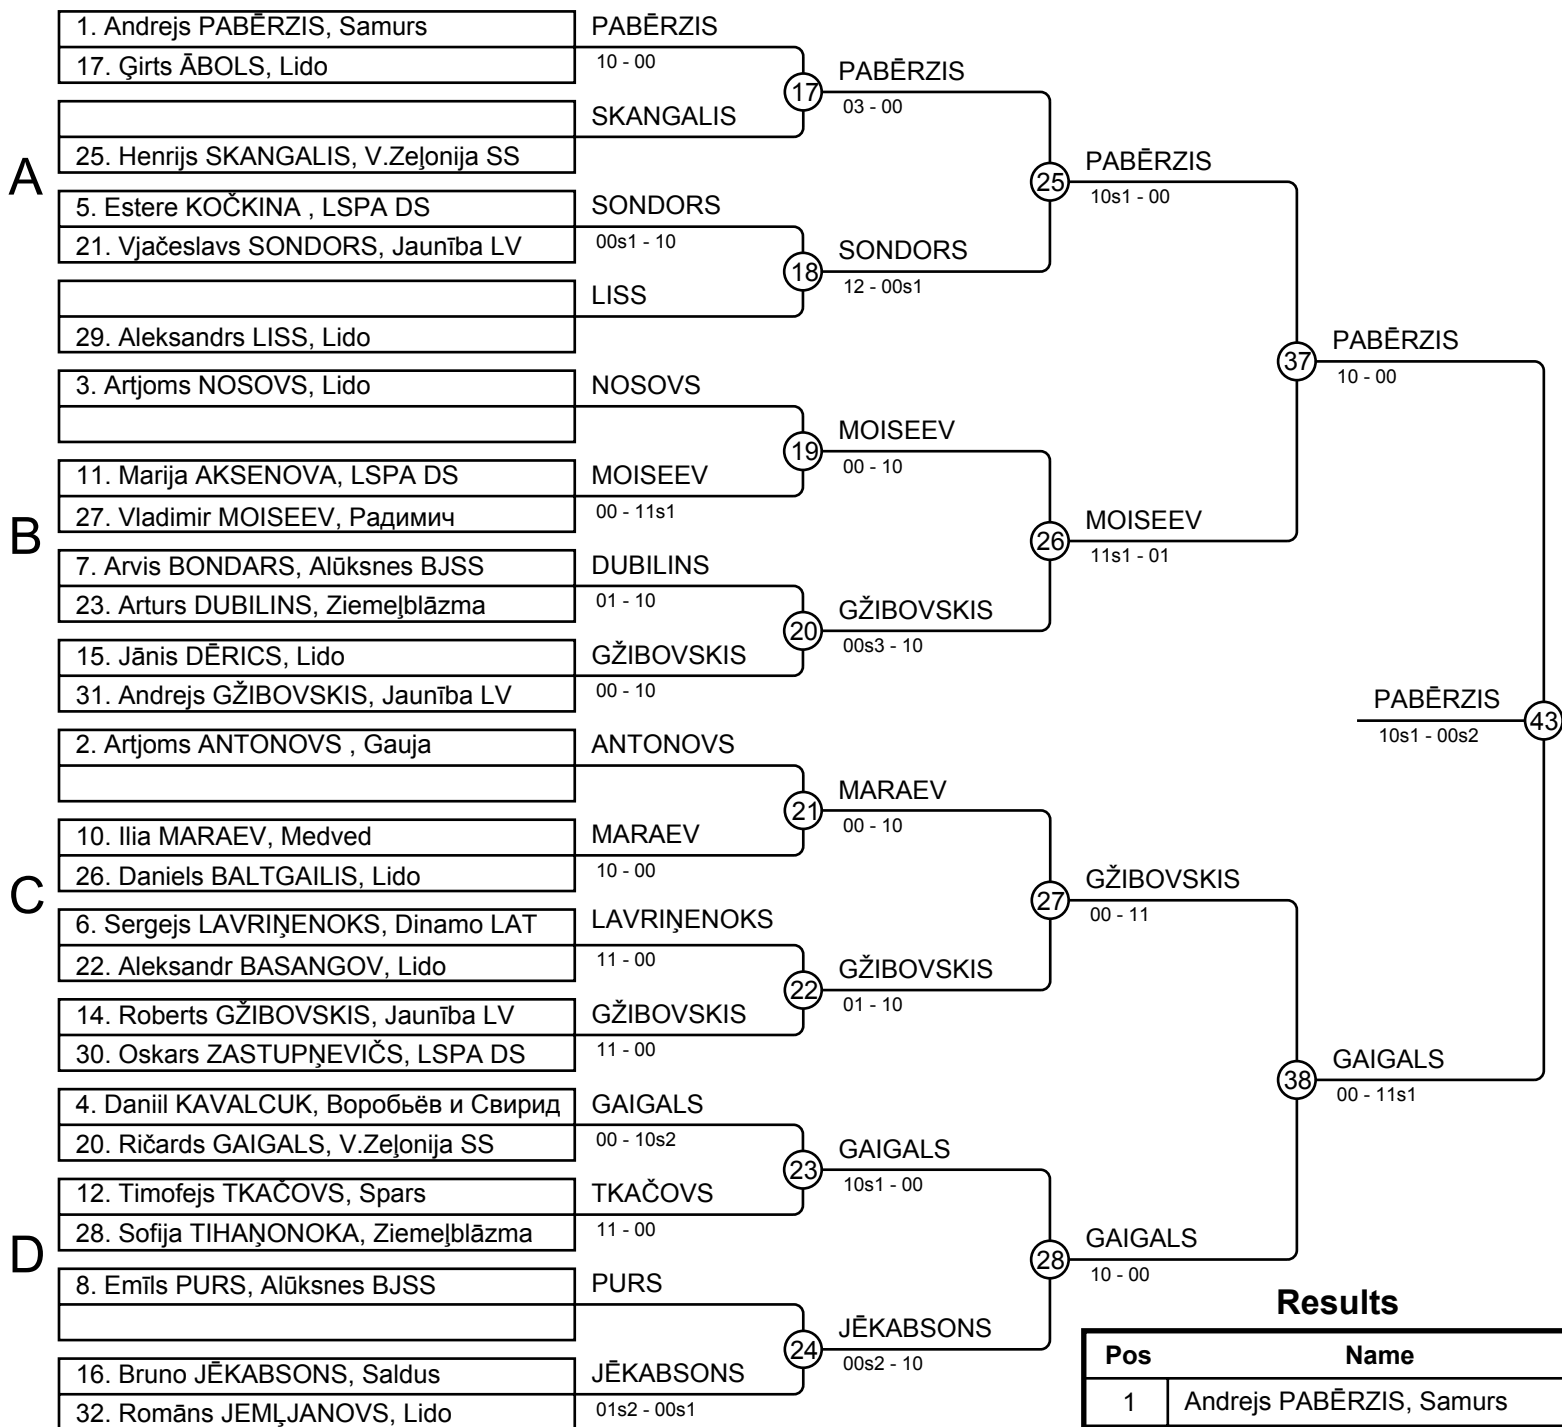 A
1. Andrejs PABĒRZIS, Samurs
17. Ģirts ĀBOLS, Lido
25. Henrijs SKANGALIS, V.Zeļonija SS
5. Estere KOČKINA , LSPA DS
21. Vjačeslavs SONDORS, Jaunība LV
29. Aleksandrs LISS, Lido
B
3. Artjoms NOSOVS, Lido
11. Marija AKSENOVA, LSPA DS
27. Vladimir MOISEEV, Радимич
7. Arvis BONDARS, Alūksnes BJSS
23. Arturs DUBILINS, Ziemeļblāzma
15. Jānis DĒRICS, Lido
31. Andrejs GŽIBOVSKIS, Jaunība LV
C
2. Artjoms ANTONOVS , Gauja
10. Ilia MARAEV, Medved
26. Daniels BALTGAILIS, Lido
6. Sergejs LAVRIŅENOKS, Dinamo LAT
22. Aleksandr BASANGOV, Lido
14. Roberts GŽIBOVSKIS, Jaunība LV
30. Oskars ZASTUPŅEVIČS, LSPA DS
D
4. Daniil KAVALCUK, Воробьёв и Свирид
20. Ričards GAIGALS, V.Zeļonija SS
12. Timofejs TKAČOVS, Spars
28. Sofija TIHAŅONOKA, Ziemeļblāzma
8. Emīls PURS, Alūksnes BJSS
16. Bruno JĒKABSONS, Saldus
32. Romāns JEMĻJANOVS, Lido
PABĒRZIS
10 - 00
SKANGALIS
SONDORS
00s1 - 10
LISS
NOSOVS
MOISEEV
00 - 11s1
DUBILINS
01 - 10
GŽIBOVSKIS
00 - 10
ANTONOVS
MARAEV
10 - 00
LAVRIŅENOKS
11 - 00
GŽIBOVSKIS
11 - 00
GAIGALS
00 - 10s2
TKAČOVS
11 - 00
PURS
JĒKABSONS
01s2 - 00s1
17
PABĒRZIS
03 - 00
18
SONDORS
12 - 00s1
19
MOISEEV
00 - 10
20
GŽIBOVSKIS
00s3 - 10
21
MARAEV
00 - 10
22
GŽIBOVSKIS
01 - 10
23
GAIGALS
10s1 - 00
24
JĒKABSONS
00s2 - 10
25
PABĒRZIS
10s1 - 00
26
MOISEEV
11s1 - 01
27
GŽIBOVSKIS
00 - 11
28
GAIGALS
10 - 00
37
PABĒRZIS
10 - 00
38
GAIGALS
00 - 11s1
PABĒRZIS
43
10s1 - 00s2
Results
Pos Name
1 Andrejs PABĒRZIS, Samurs